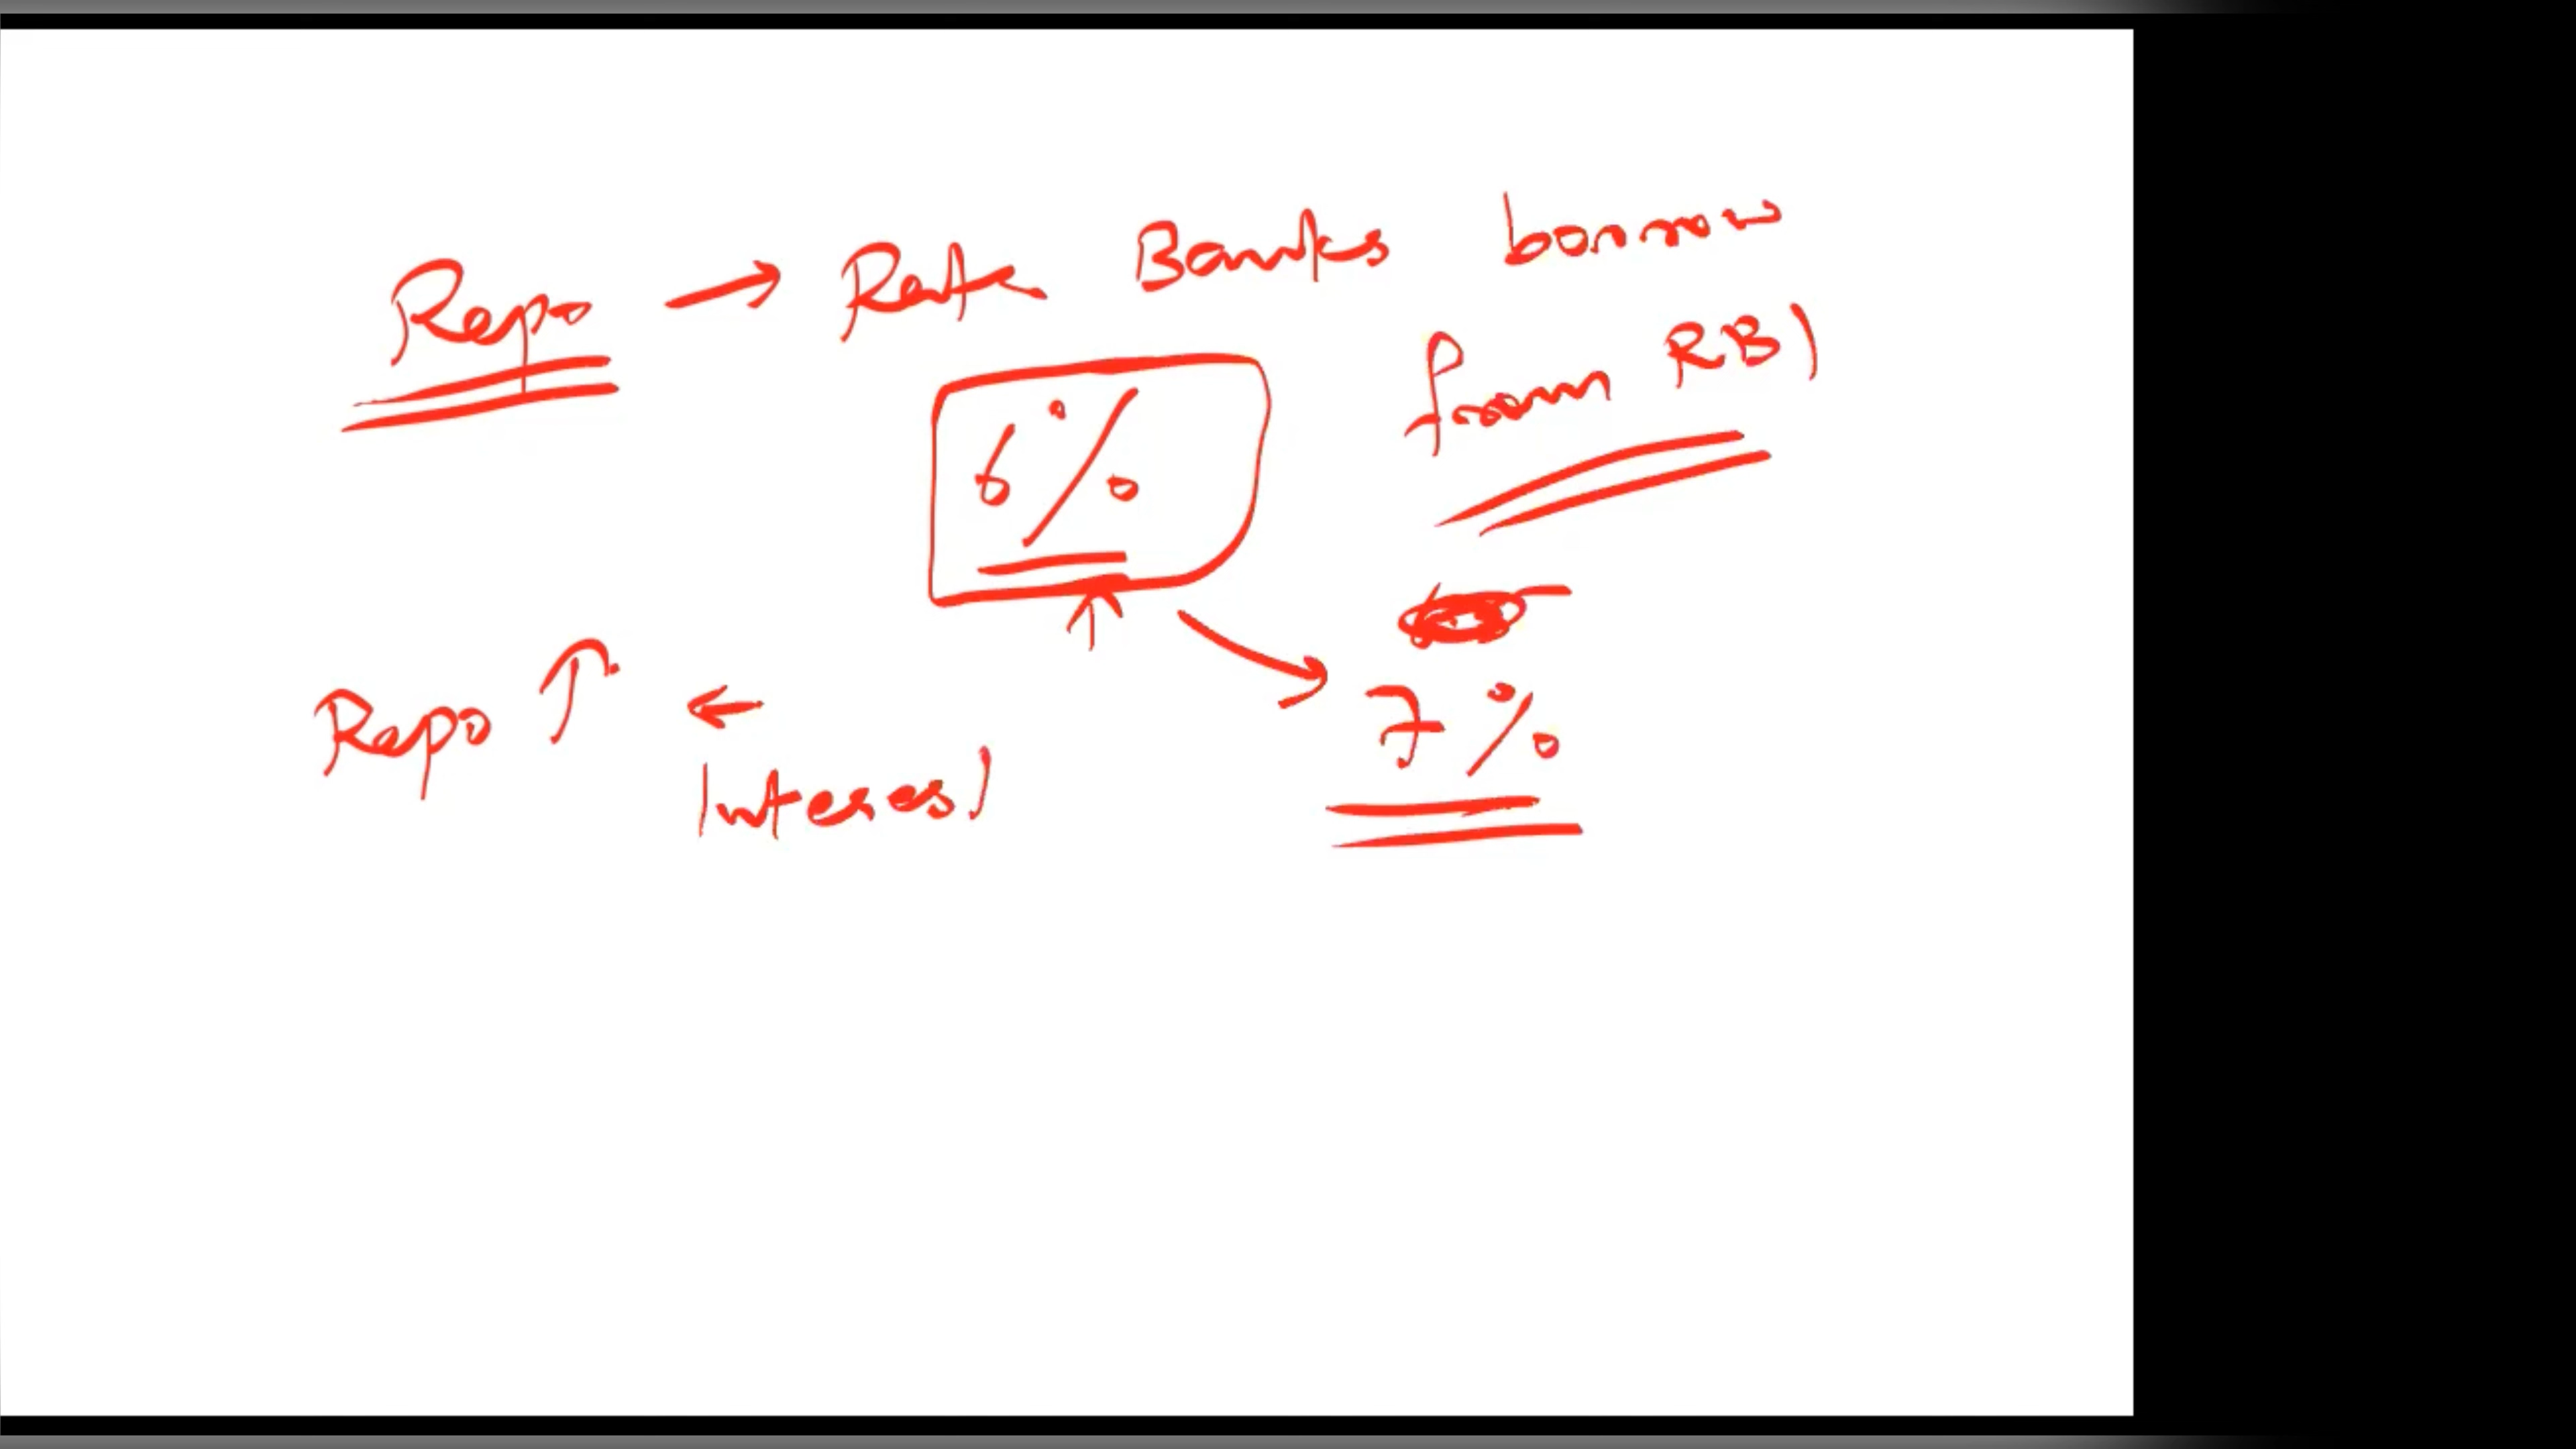 Repo → Rate Banks borrow
from RBI
6%
7%
Repo ↑ ←
Interest